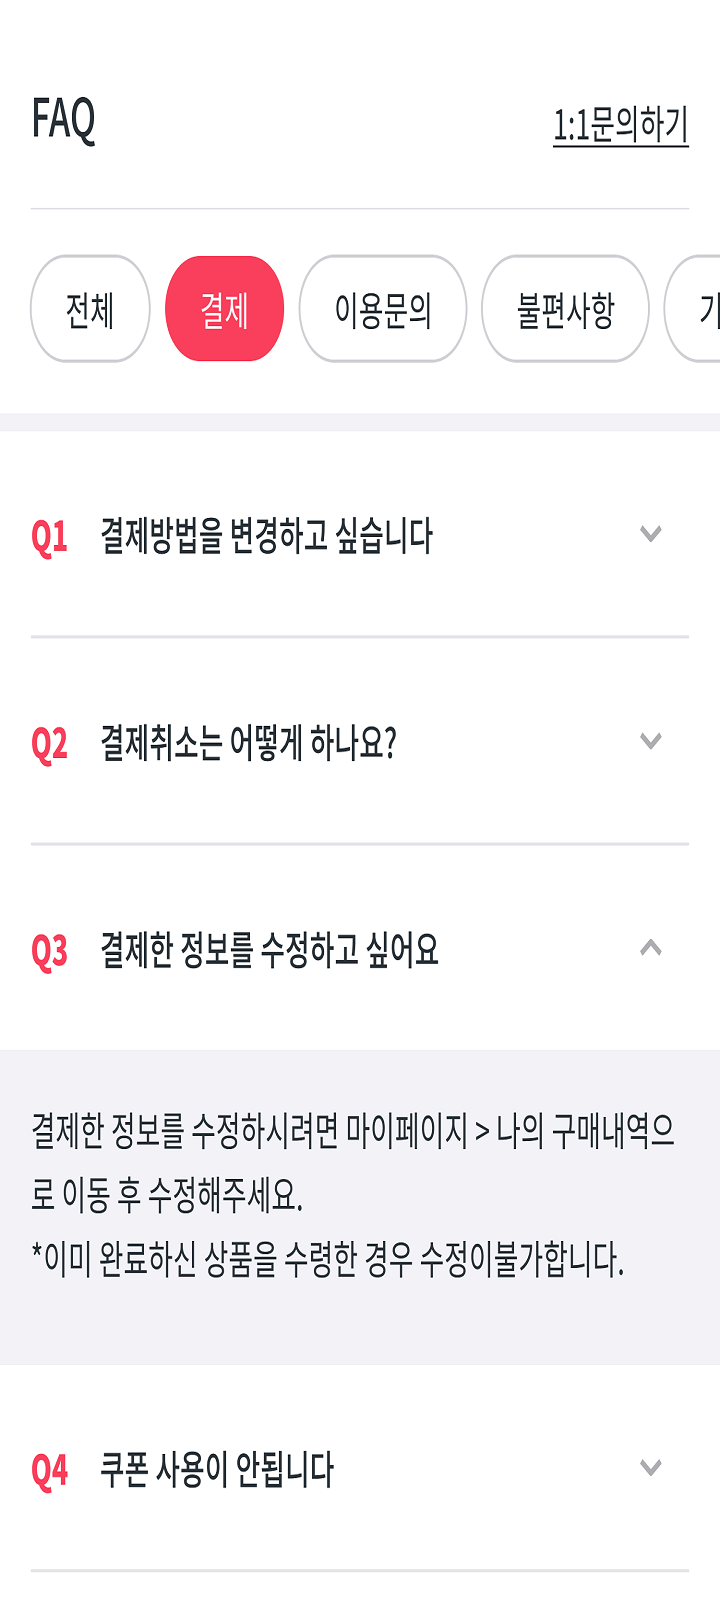 FAQ
1:1문의하기
전체
결제
이용문의
불편사항
Q1 결제방법을 변경하고 싶습니다
Q2 결제취소는 어떻게 하나요?
Q3 결제한 정보를 수정하고 싶어요
결제한 정보를 수정하시려면 마이페이지 > 나의 구매내역으
로 이동 후 수정해주세요.
*이미 완료하신 상품을 수령한 경우 수정이불가합니다.
Q4 쿠폰 사용이 안됩니다